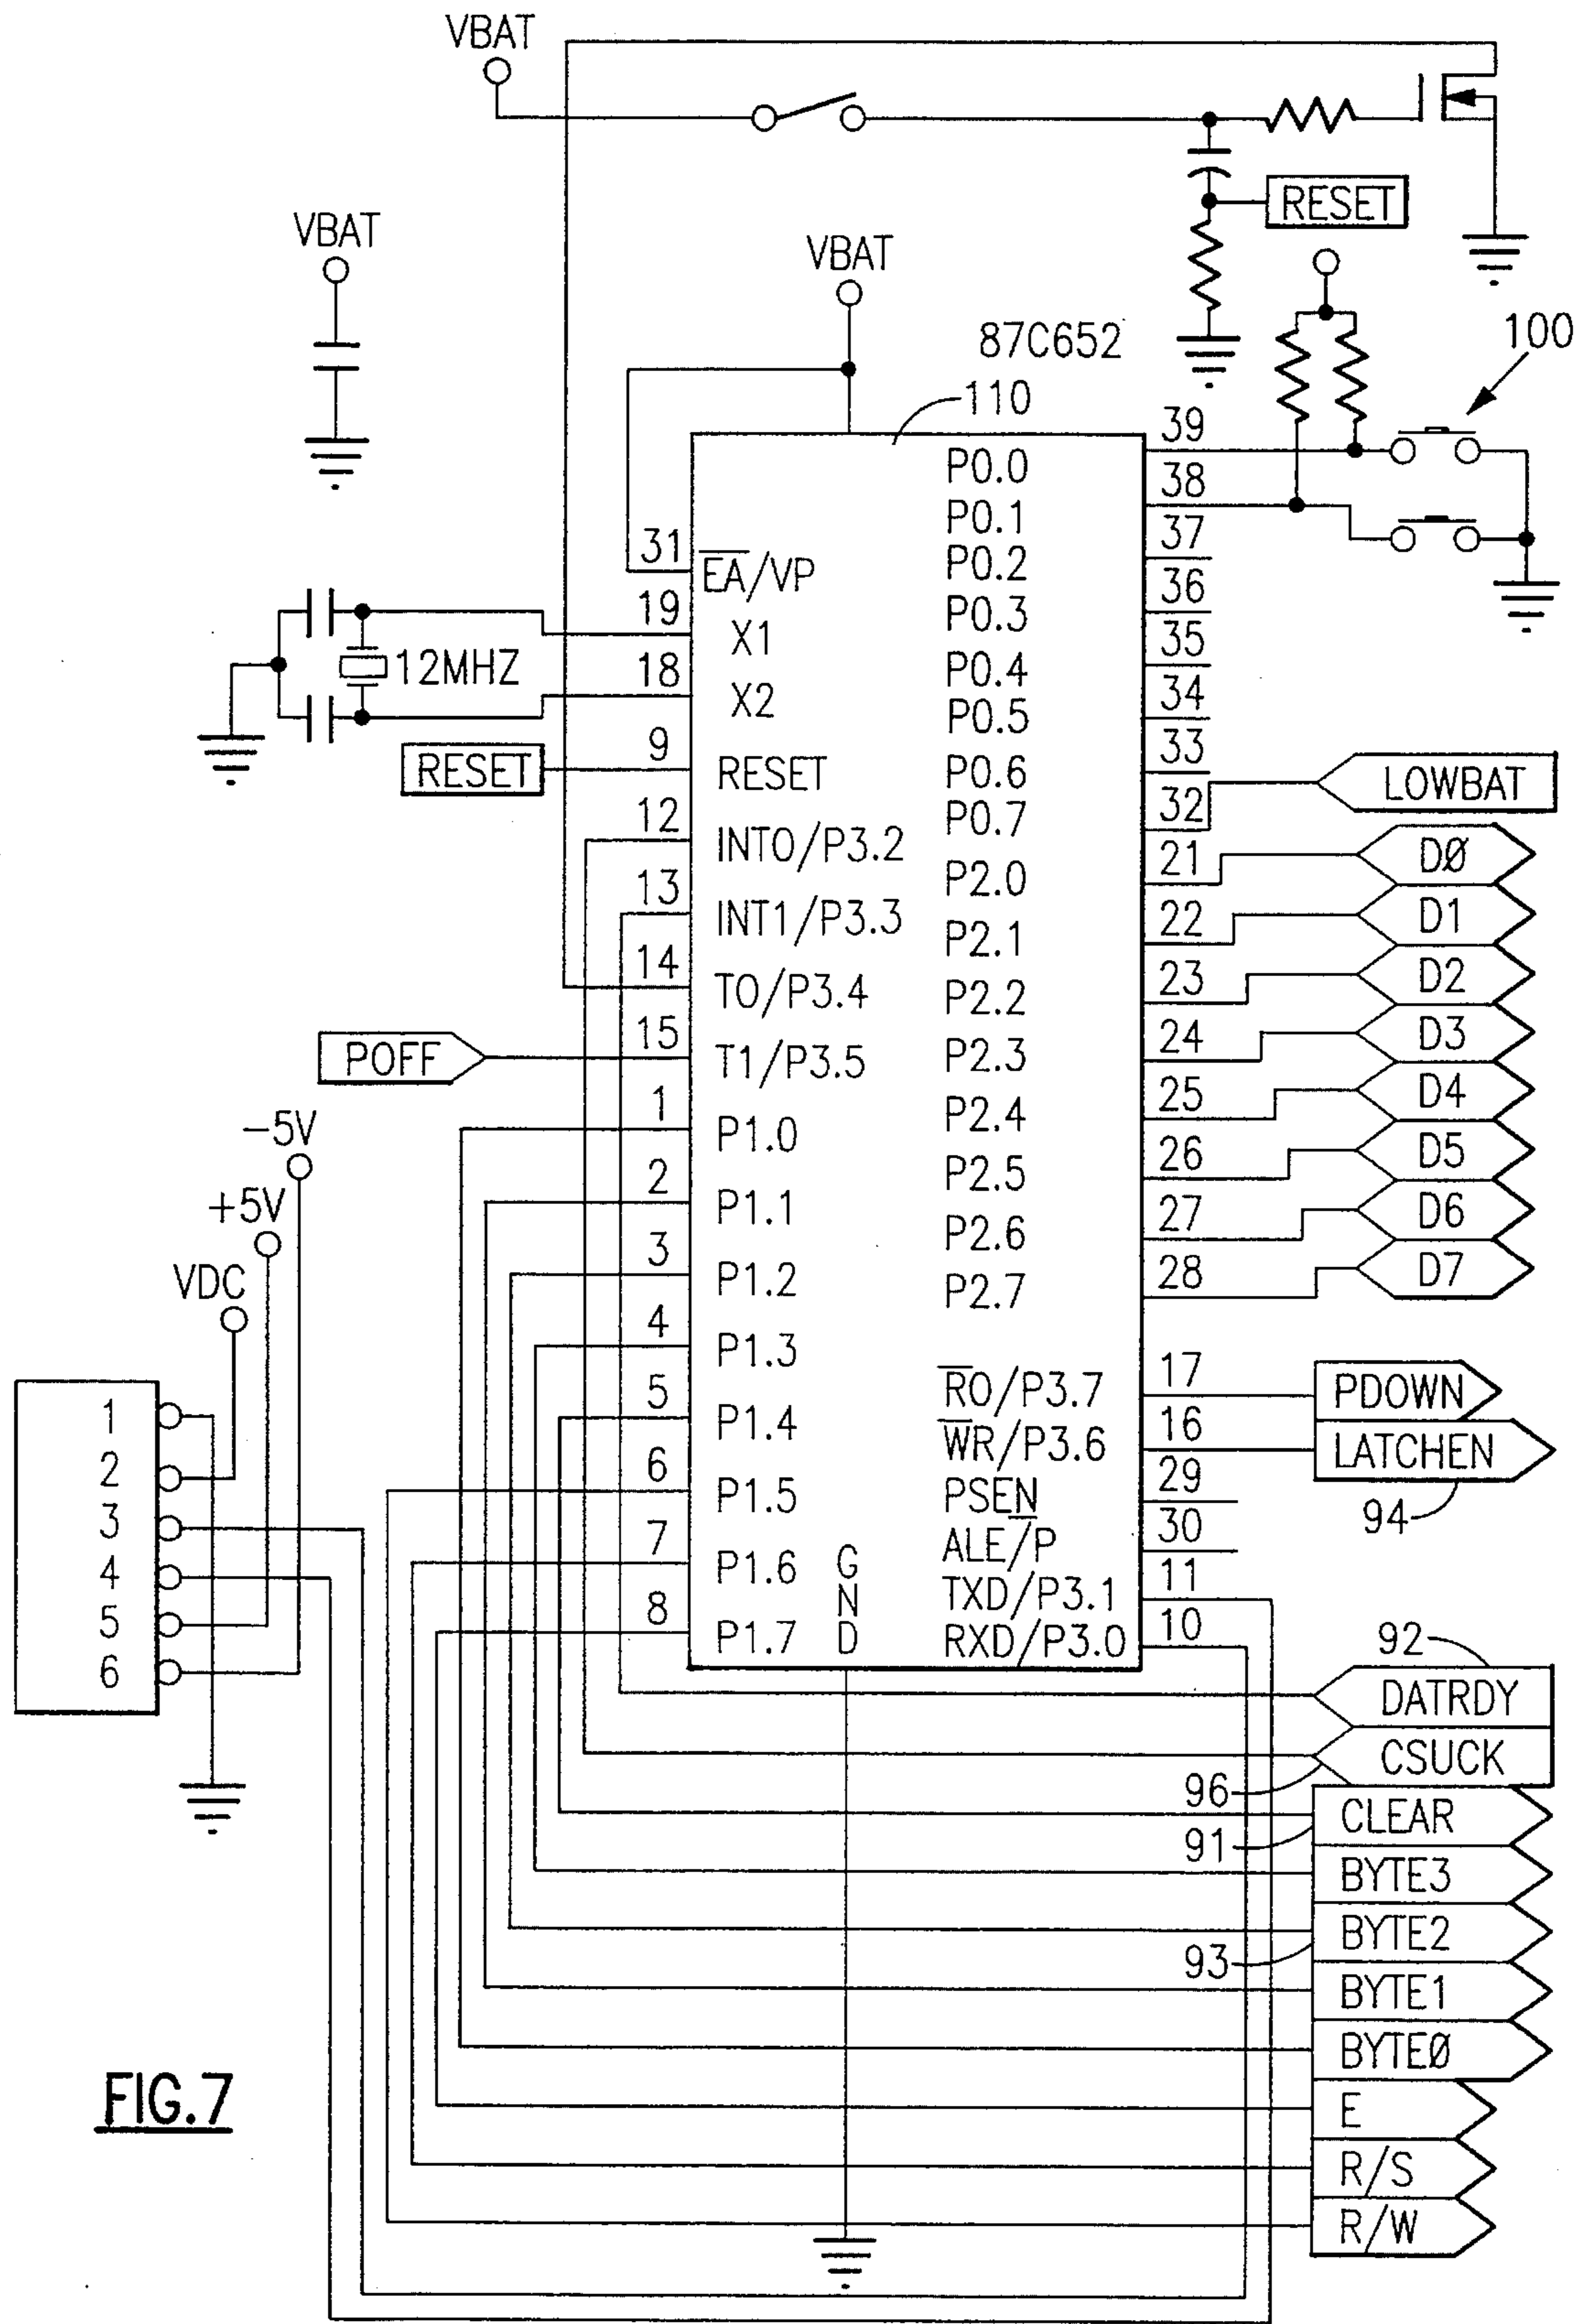 VBAT
RESET
VBAT
VBAT
87C652
100
110
39
P0.0
38
P0.1
37
P0.2
31
EA/VP
36
P0.3
19
X1
35
P0.4
12MHZ
18
X2
34
P0.5
RESET
9
RESET
33
P0.6
LOWBAT
32
P0.7
12
INT0/P3.2
21
P2.0
DØ
13
INT1/P3.3
22
P2.1
D1
14
T0/P3.4
23
P2.2
D2
POFF
15
T1/P3.5
24
P2.3
D3
1
P1.0
25
P2.4
D4
-5V
2
P1.1
26
P2.5
D5
+5V
3
P1.2
27
P2.6
D6
VDC
28
P2.7
D7
4
P1.3
17
RO/P3.7
PDOWN
5
P1.4
16
WR/P3.6
LATCHEN
94
6
P1.5
29
PSEN
30
ALE/P
7
P1.6
11
TXD/P3.1
8
P1.7
10
RXD/P3.0
GND
1
2
3
4
5
6
92
DATRDY
CSUCK
96
CLEAR
91
BYTE3
BYTE2
93
BYTE1
BYTEØ
E
R/S
R/W
FIG.7